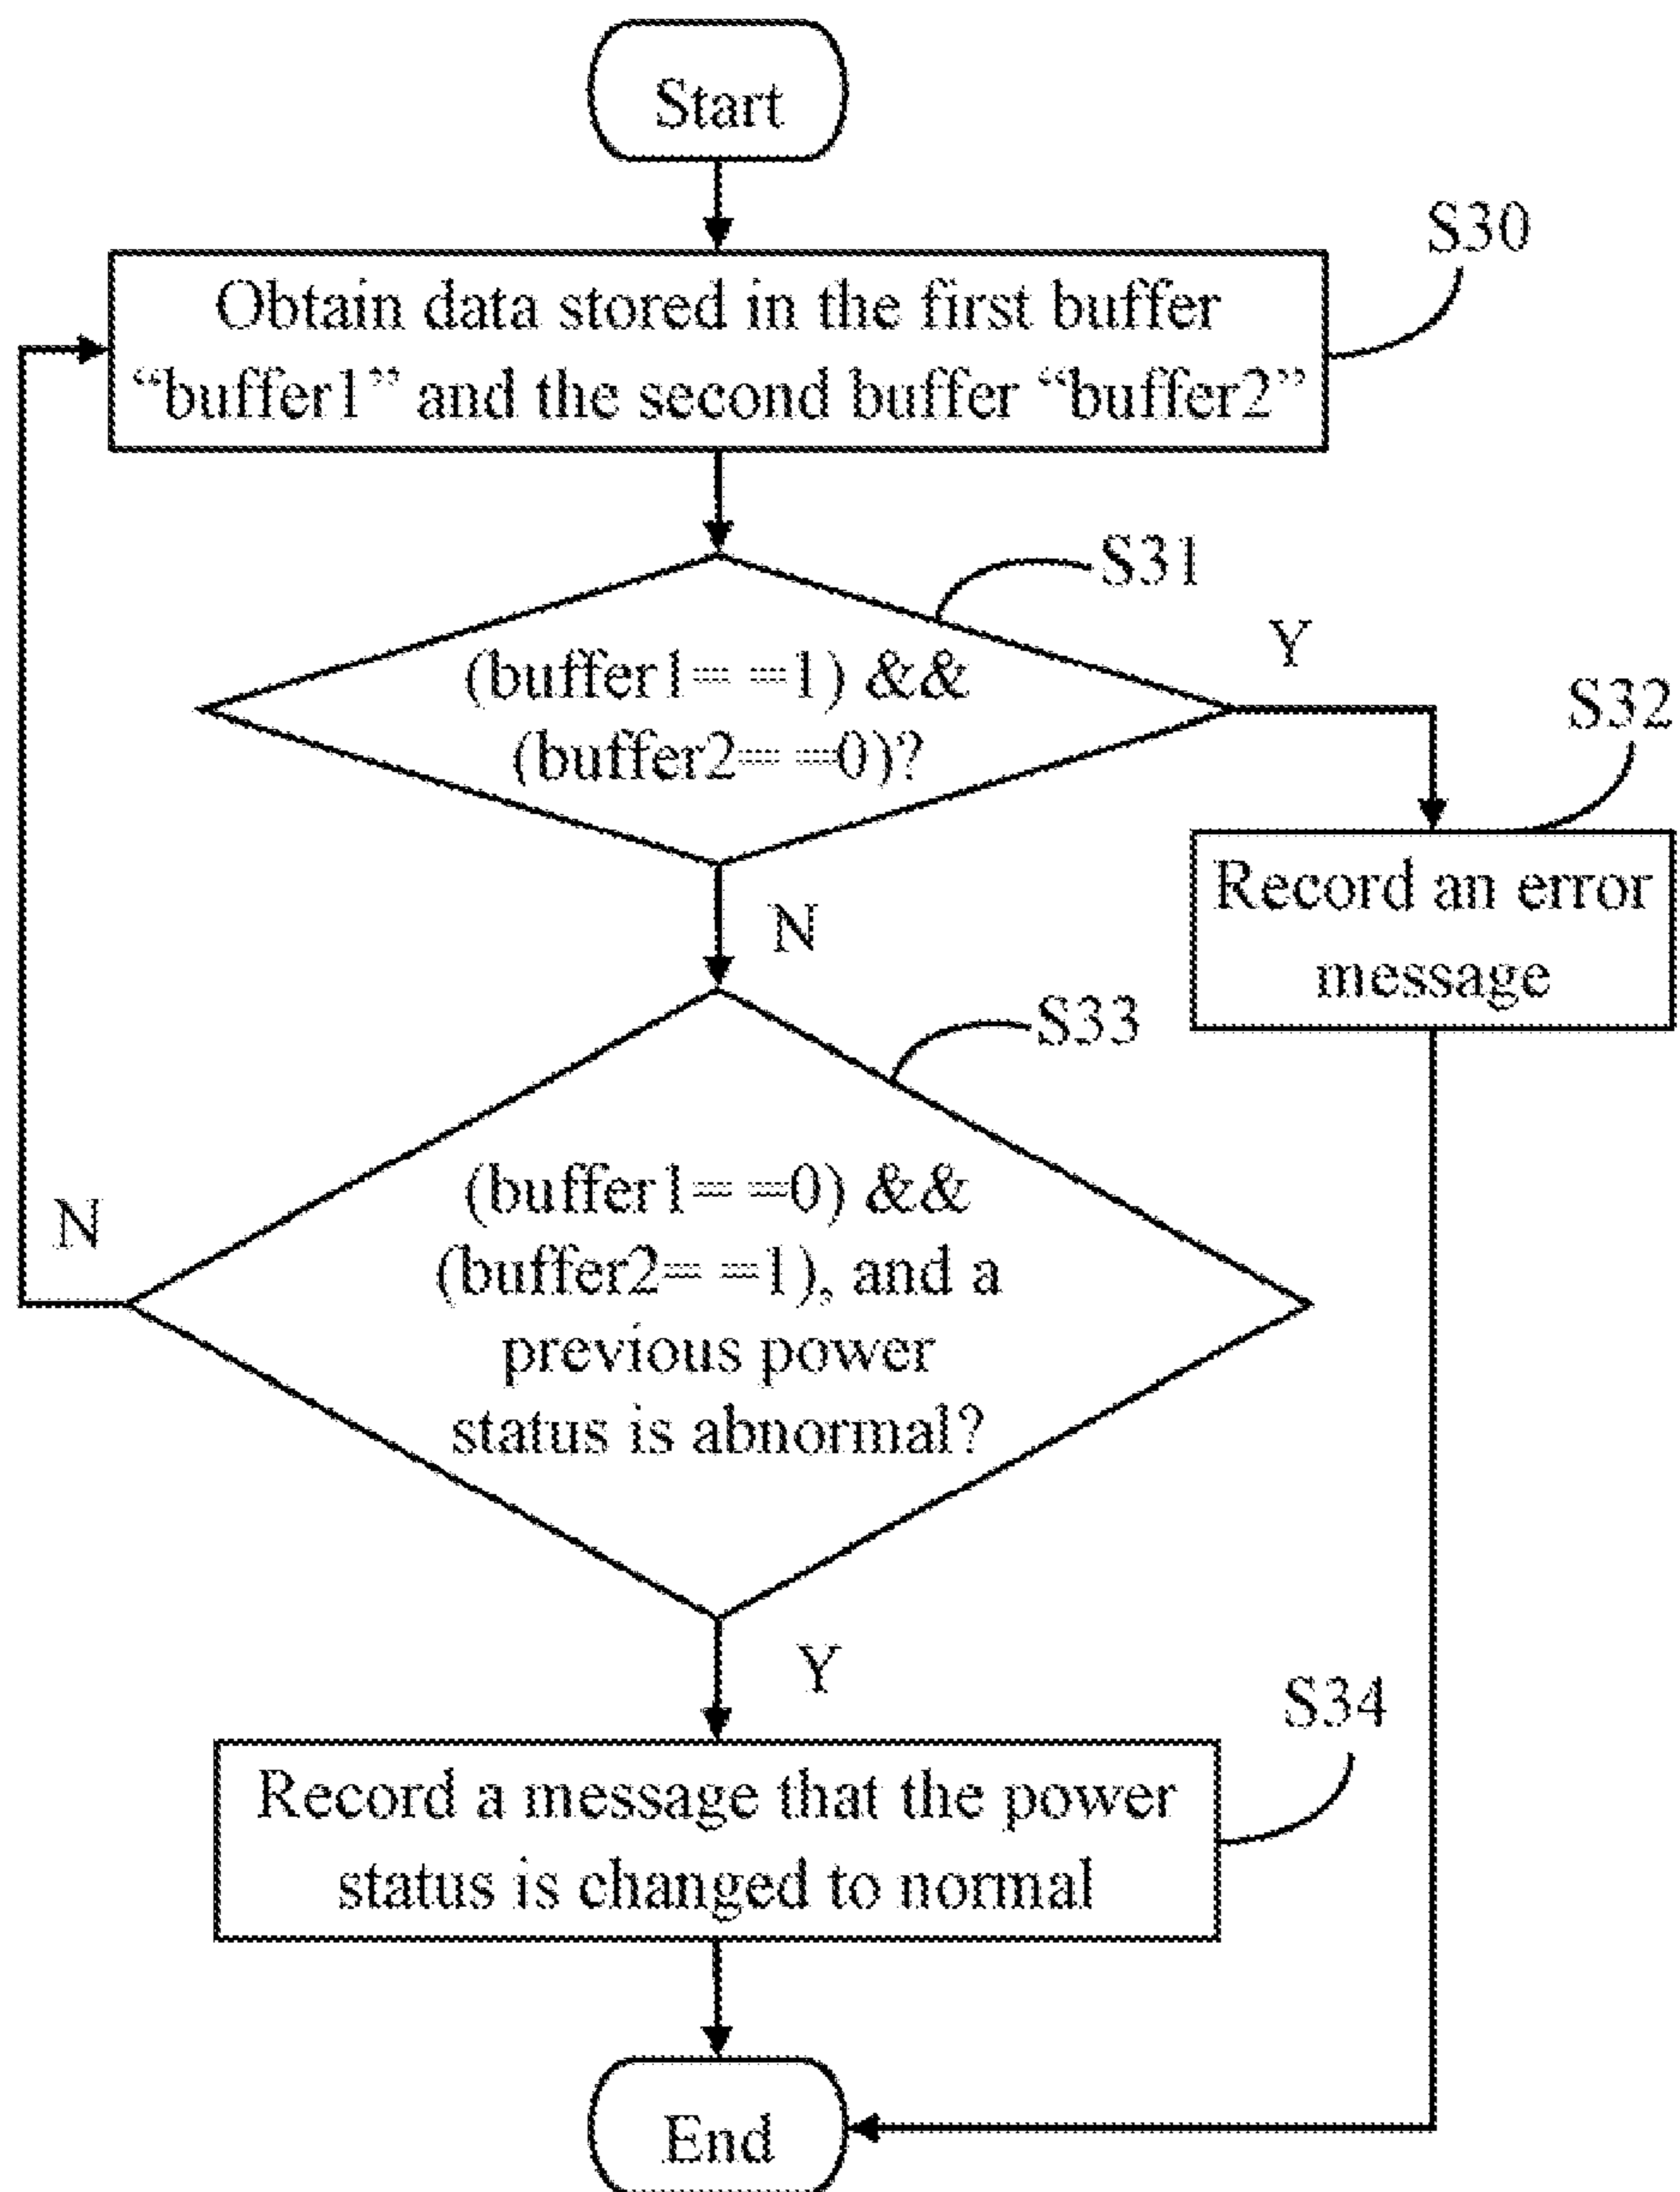 Start
S30
Obtain data stored in the first buffer
“buffer1” and the second buffer “buffer2”
S31
(buffer1= =1) &&
(buffer2= =0)?
Y
S32
Record an error
message
N
S33
(buffer1= =0) &&
(buffer2= =1), and a
previous power
status is abnormal?
N
Y
S34
Record a message that the power
status is changed to normal
End